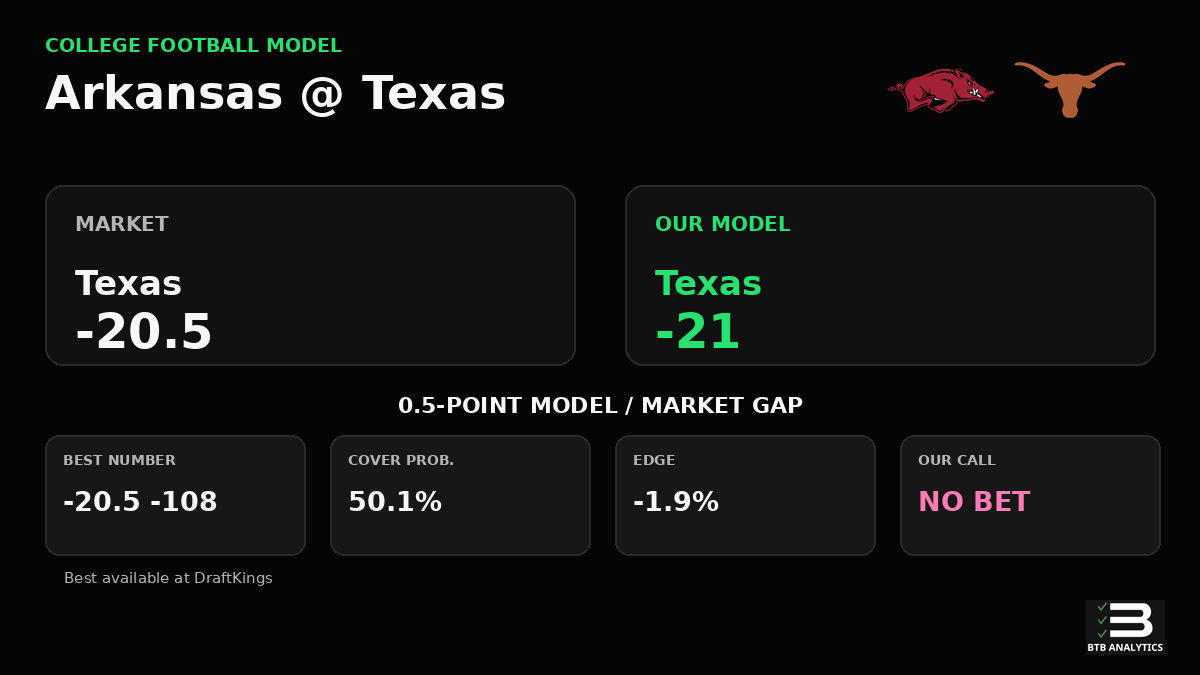 COLLEGE FOOTBALL MODEL
Arkansas @ Texas
MARKET
Texas
-20.5
OUR MODEL
Texas
-21
0.5-POINT MODEL / MARKET GAP
BEST NUMBER
-20.5 -108
COVER PROB.
50.1%
EDGE
-1.9%
OUR CALL
NO BET
Best available at DraftKings
BTB ANALYTICS